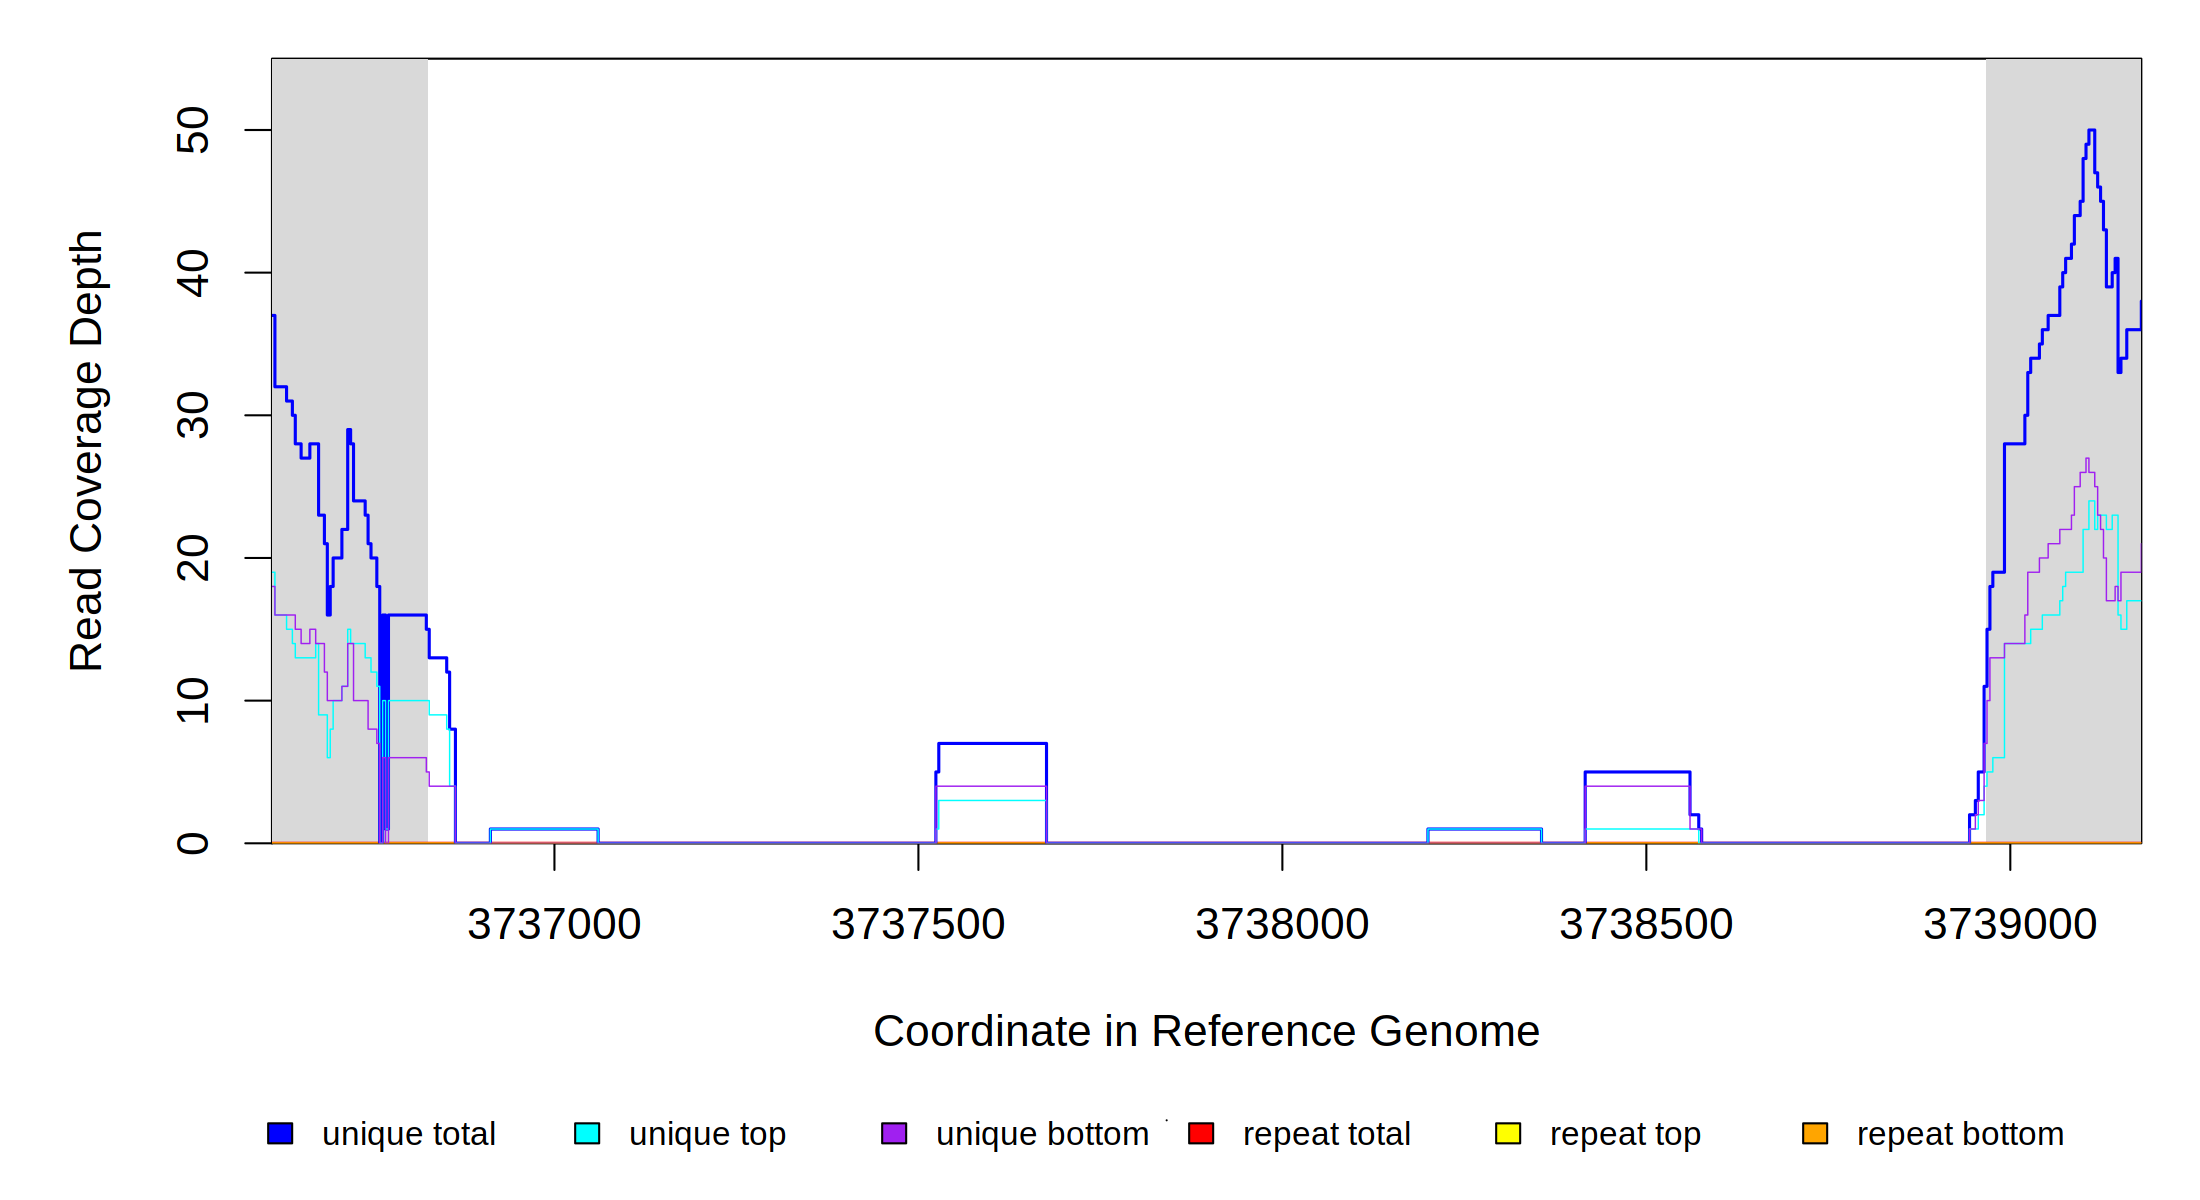 Read Coverage Depth
50
40
30
20
10
0
3737000 3737500 3738000 3738500 3739000
Coordinate in Reference Genome
unique total unique top unique bottom repeat total repeat top repeat bottom